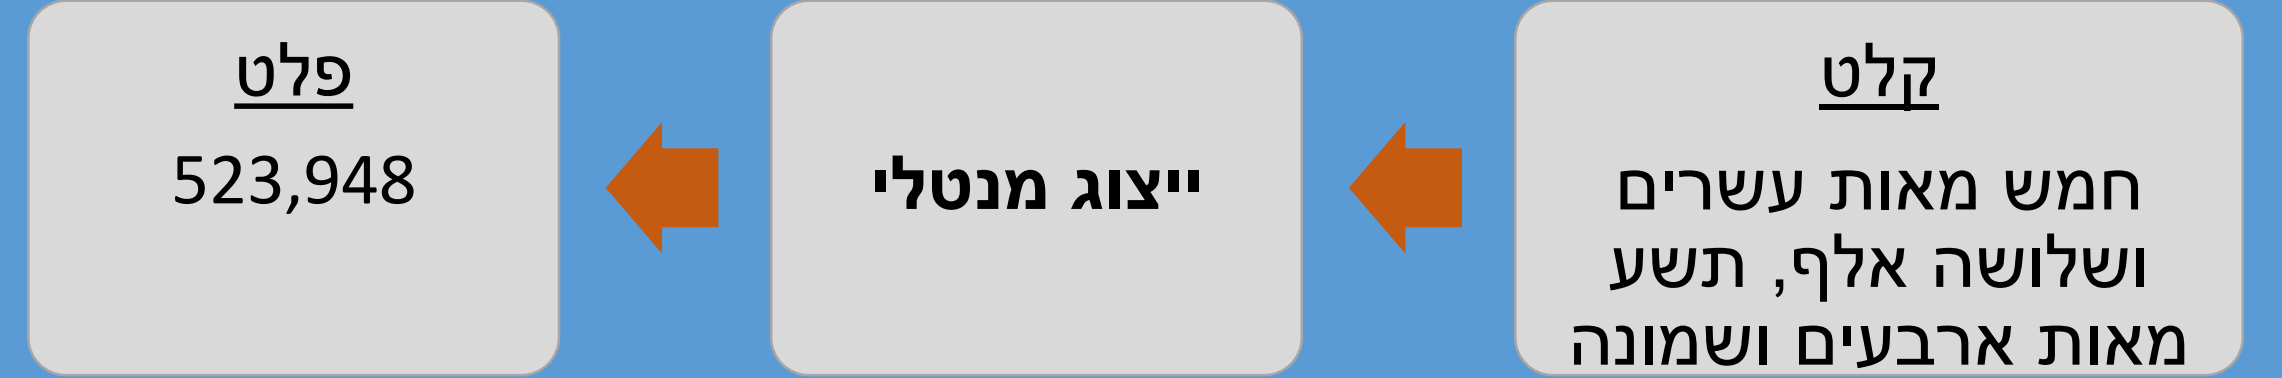 קלט
חמש מאות עשרים
ושלושה אלף, תשע
מאות ארבעים ושמונה
ייצוג מנטלי
פלט
523,948